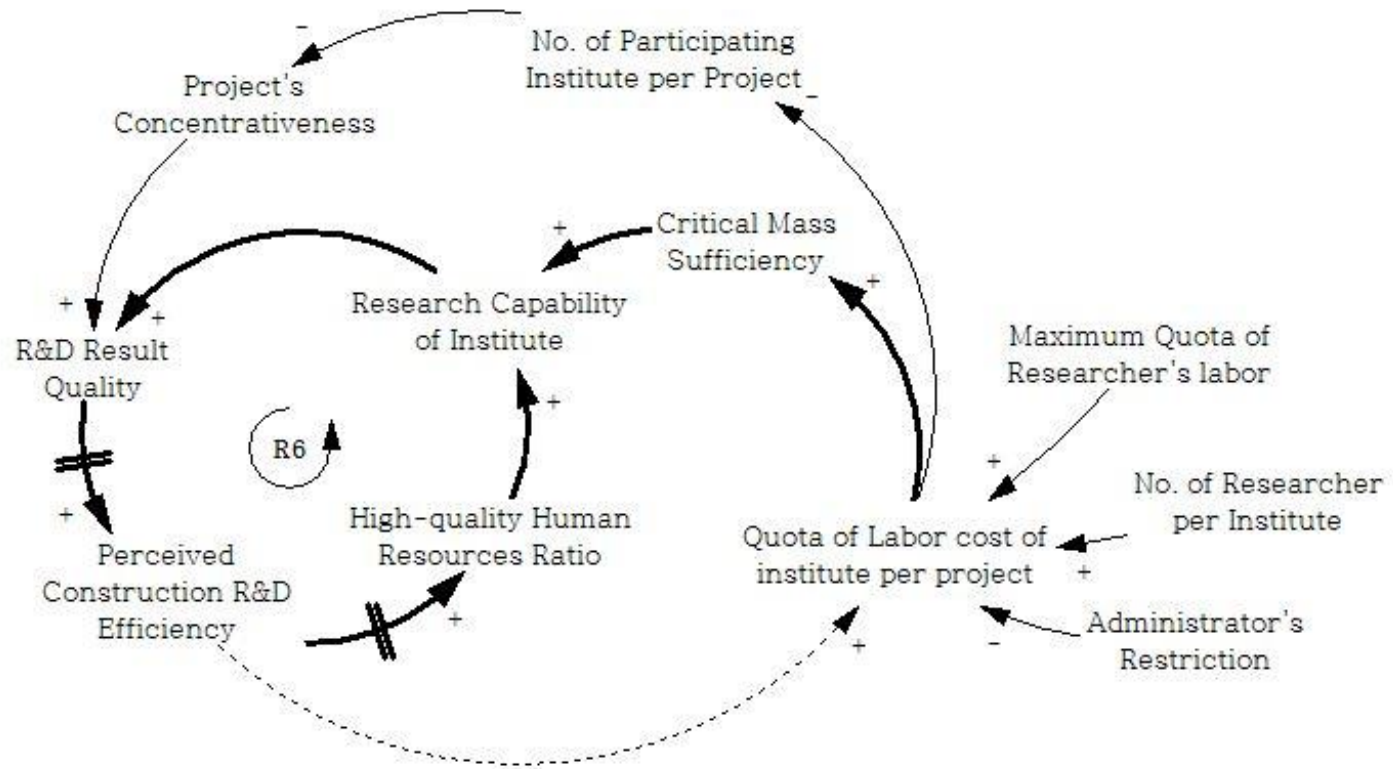 No. of Participating
Institute per Project
-
-
Project's
Concentrativeness
Critical Mass
Sufficiency
+
+
Research Capability
of Institute
+
+
+
R&D Result
Quality
Maximum Quota of
Researcher's labor
R6
+
No. of Researcher
per Institute
+
High-quality Human
Resources Ratio
+
Quota of Labor cost of
institute per project
+
Perceived
Construction R&D
Efficiency
+
+
-
Administrator's
Restriction